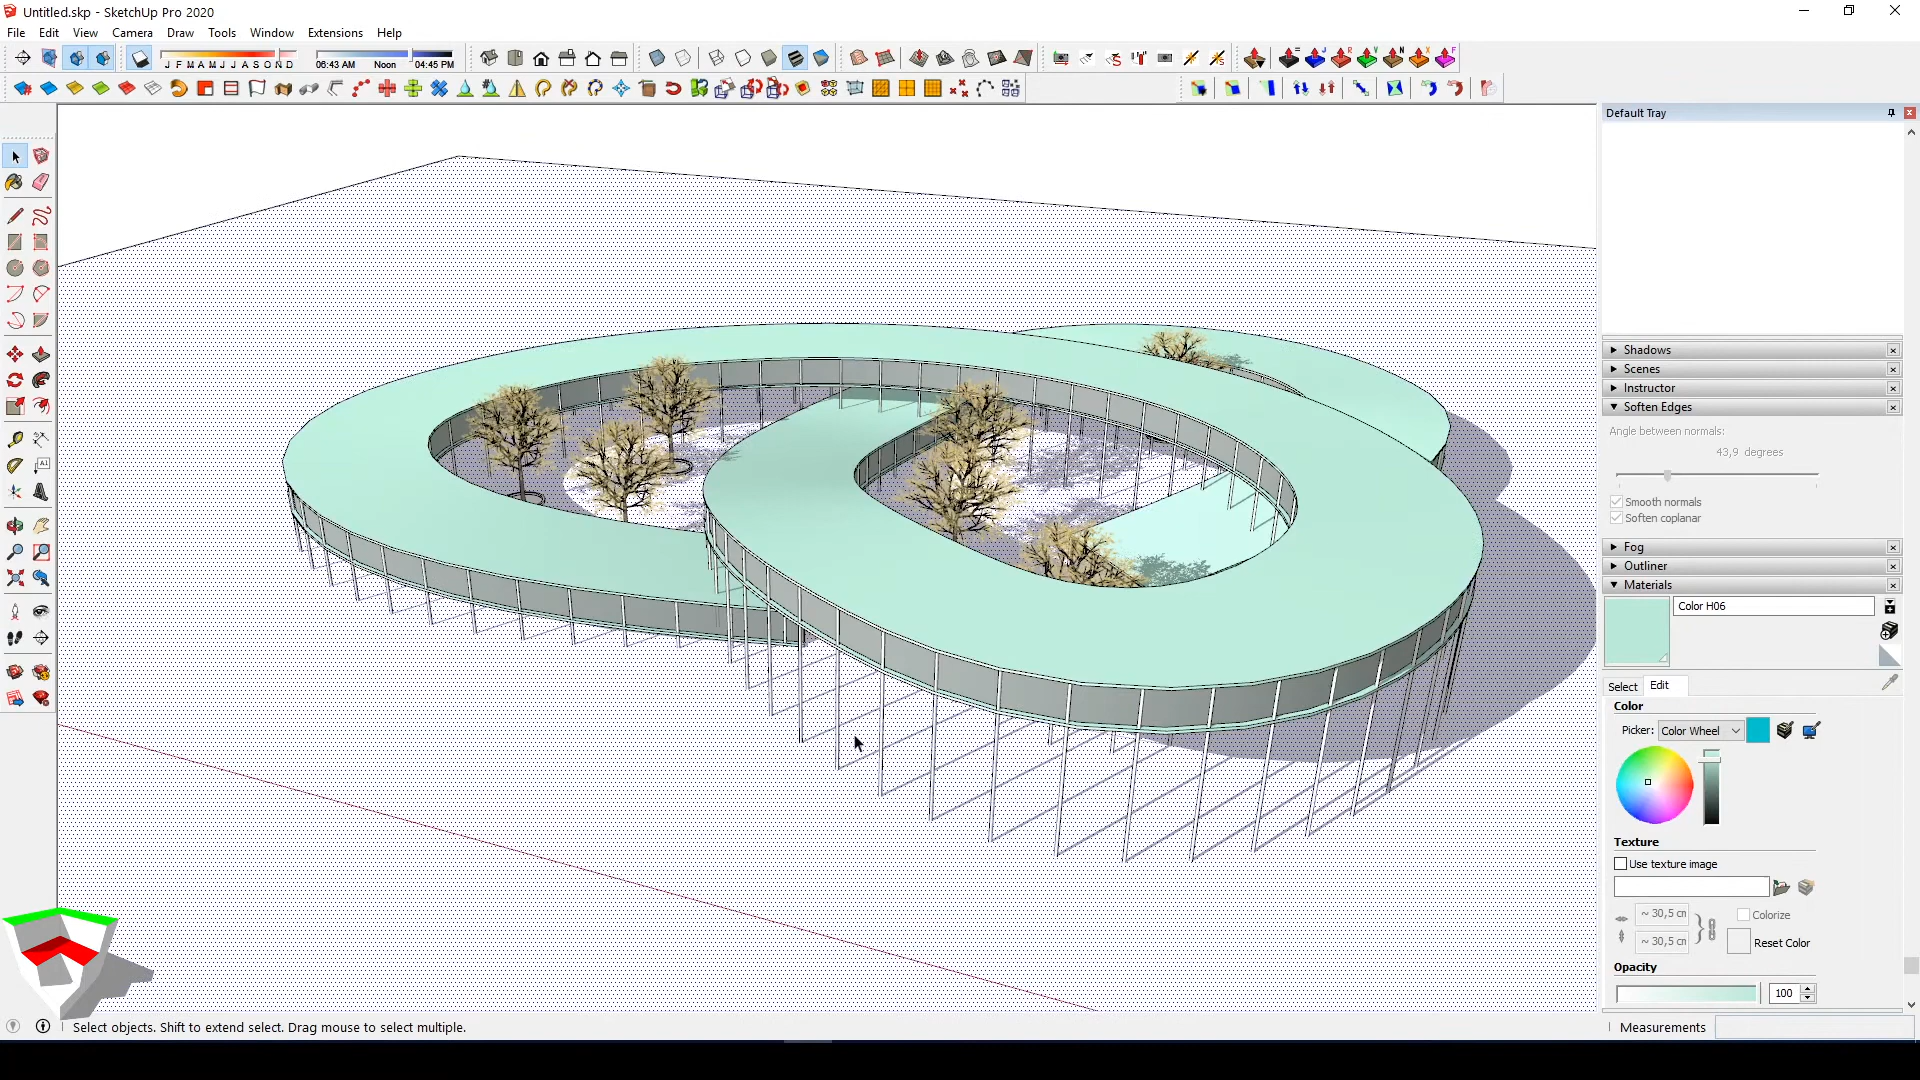 Untitled.skp - SketchUp Pro 2020
File Edit View Camera Draw Tools Window Extensions Help
J F M A M J J A S O N D 06:43 AM Noon 04:45 PM
Default Tray
Shadows
Scenes
Instructor
Soften Edges
Angle between normals:
43,9 degrees
Smooth normals
Soften coplanar
Fog
Outliner
Materials
Color H06
Select Edit
Color
Picker: Color Wheel
Texture
Use texture image
~ 30,5 cm Colorize
~ 30,5 cm Reset Color
Opacity
100
Select objects. Shift to extend select. Drag mouse to select multiple.
Measurements